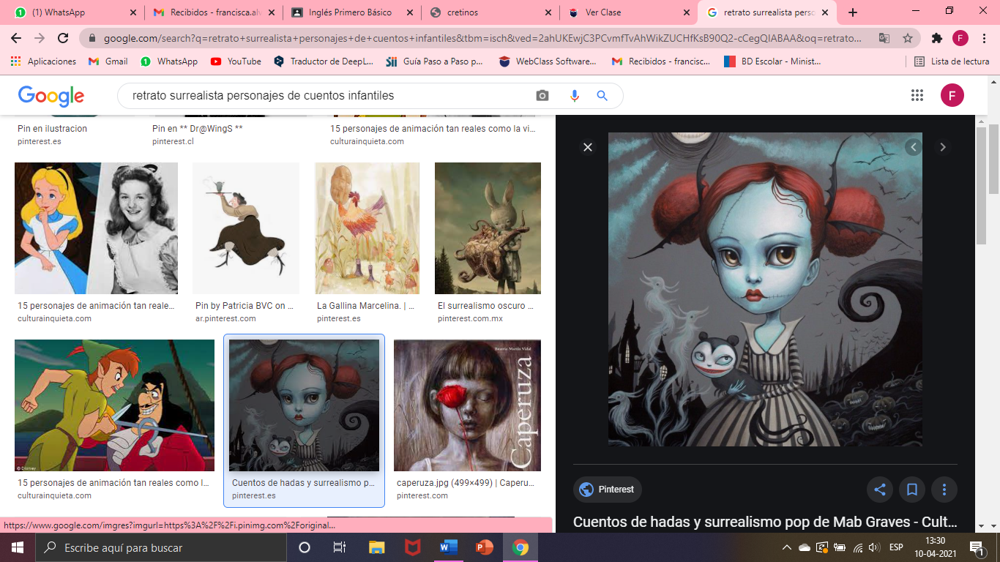 (1) WhatsApp
Recibidos - francisca.alv
Inglés Primero Básico
cretinos
Ver Clase
retrato surrealista perso
google.com/search?q=retrato+surrealista+personajes+de+cuentos+infantiles&tbm=isch&ved=2ahUKEwjC3PCvmfTvAhWikZUCHfKsB90Q2-cCegQIABAA&oq=retrato...
F
Aplicaciones
Gmail
WhatsApp
YouTube
Traductor de DeepL...
Guía Paso a Paso p...
WebClass Software...
Recibidos - francisc...
BD Escolar - Minist...
Lista de lectura
Google
retrato surrealista personajes de cuentos infantiles
F
Pin en ilustracion
pinterest.es
Pin en ** Dr@WingS **
pinterest.cl
15 personajes de animación tan reales como la vi...
culturainquieta.com
15 personajes de animación tan reale...
culturainquieta.com
Pin by Patricia BVC on ...
ar.pinterest.com
La Gallina Marcelina. | ...
pinterest.es
El surrealismo oscuro ...
pinterest.com.mx
© Disney
Beatriz Martín Vidal
Caperuza
15 personajes de animación tan reales como l...
culturainquieta.com
Cuentos de hadas y surrealismo p...
pinterest.es
caperuza.jpg (499×499) | Caperu...
pinterest.com
Pinterest
Cuentos de hadas y surrealismo pop de Mab Graves - Cult...
https://www.google.com/imgres?imgurl=https%3A%2F%2Fi.pinimg.com%2Foriginal...
Escribe aquí para buscar
ESP
13:30
10-04-2021
1